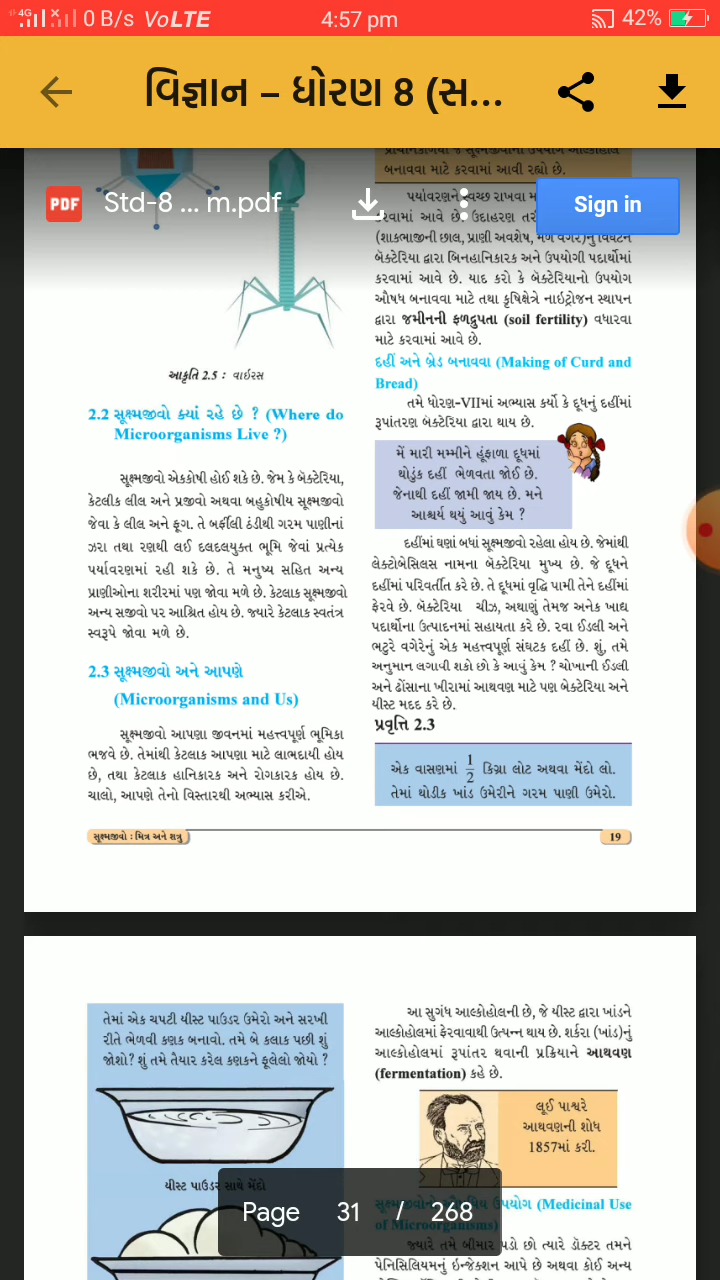 4G 0 B/s VoLTE 4:57 pm 42%
વિજ્ઞાન – ધોરણ 8 (સ...
PDF Std-8 ... m.pdf Sign in
આકૃતિ 2.5 : વાઇરસ
2.2 સૂક્ષ્મજીવો ક્યાં રહે છે ? (Where do
Microorganisms Live ?)
સૂક્ષ્મજીવો એકકોષી હોઈ શકે છે. જેમ કે બૅક્ટેરિયા,
કેટલીક લીલ અને પ્રજીવો અથવા બહુકોષીય સૂક્ષ્મજીવો
જેવા કે લીલ અને ફૂગ. તે બર્ફીલી ઠંડીથી ગરમ પાણીનાં
ઝરા તથા રણથી લઈ દલદલયુક્ત ભૂમિ જેવાં પ્રત્યેક
પર્યાવરણમાં રહી શકે છે. તે મનુષ્ય સહિત અન્ય
પ્રાણીઓના શરીરમાં પણ જોવા મળે છે. કેટલાક સૂક્ષ્મજીવો
અન્ય સજીવો પર આશ્રિત હોય છે. જ્યારે કેટલાક સ્વતંત્ર
સ્વરૂપે જોવા મળે છે.
2.3 સૂક્ષ્મજીવો અને આપણે
(Microorganisms and Us)
સૂક્ષ્મજીવો આપણા જીવનમાં મહત્ત્વપૂર્ણ ભૂમિકા
ભજવે છે. તેમાંથી કેટલાક આપણા માટે લાભદાયી હોય
છે, તથા કેટલાક હાનિકારક અને રોગકારક હોય છે.
ચાલો, આપણે તેનો વિસ્તારથી અભ્યાસ કરીએ.
પ્રાચીનકાળથી જ સૂક્ષ્મજીવોનો ઉપયોગ આલ્કોહોલ
બનાવવા માટે કરવામાં આવી રહ્યો છે.
પર્યાવરણને સ્વચ્છ રાખવા
કરવામાં આવે છે. ઉદાહરણ
(શાકભાજીની છાલ, પ્રાણી અવશેષ, મળ વગેરે)નું વિઘટન
બૅક્ટેરિયા દ્વારા બિનહાનિકારક અને ઉપયોગી પદાર્થોમાં
કરવામાં આવે છે. યાદ કરો કે બૅક્ટેરિયાનો ઉપયોગ
ઔષધ બનાવવા માટે તથા કૃષિક્ષેત્રે નાઇટ્રોજન સ્થાપન
દ્વારા જમીનની ફળદ્રુપતા (soil fertility) વધારવા
માટે કરવામાં આવે છે.
દહીં અને બ્રેડ બનાવવા (Making of Curd and
Bread)
તમે ધોરણ-VIIમાં અભ્યાસ કર્યો કે દૂધનું દહીંમાં
રૂપાંતરણ બૅક્ટેરિયા દ્વારા થાય છે.
મેં મારી મમ્મીને હૂંફાળા દૂધમાં
થોડુંક દહીં ભેળવતા જોઈ છે.
જેનાથી દહીં જામી જાય છે. મને
આશ્ચર્ય થયું આવું કેમ ?
દહીંમાં ઘણાં બધાં સૂક્ષ્મજીવો રહેલા હોય છે. જેમાંથી
લેક્ટોબેસિલસ નામના બૅક્ટેરિયા મુખ્ય છે. જે દૂધને
દહીંમાં પરિવર્તીત કરે છે. તે દૂધમાં વૃદ્ધિ પામી તેને દહીંમાં
ફેરવે છે. બૅક્ટેરિયા ચીઝ, અથાણું તેમજ અનેક ખાદ્ય
પદાર્થોના ઉત્પાદનમાં સહાયતા કરે છે. રવા ઈડલી અને
ભટુરે વગેરેનું એક મહત્ત્વપૂર્ણ સંઘટક દહીં છે. શું, તમે
અનુમાન લગાવી શકો છો કે આવું કેમ ? ચોખાની ઈડલી
અને ઢોંસાના ખીરામાં આથવણ માટે પણ બેક્ટેરિયા અને
યીસ્ટ મદદ કરે છે.
પ્રવૃત્તિ 2.3
એક વાસણમાં 1/2 કિગ્રા લોટ અથવા મેંદો લો.
તેમાં થોડીક ખાંડ ઉમેરીને ગરમ પાણી ઉમેરો.
સૂક્ષ્મજીવો : મિત્ર અને શત્રુ 19
તેમાં એક ચપટી યીસ્ટ પાઉડર ઉમેરો અને સરખી
રીતે ભેળવી કણક બનાવો. તમે બે કલાક પછી શું
જોશો? શું તમે તૈયાર કરેલ કણકને ફૂલેલો જોયો ?
યીસ્ટ પાઉડર સાથે મેંદો
આ સુગંધ આલ્કોહોલની છે, જે યીસ્ટ દ્વારા ખાંડને
આલ્કોહોલમાં ફેરવાવાથી ઉત્પન્ન થાય છે. શર્કરા (ખાંડ)નું
આલ્કોહોલમાં રૂપાંતર થવાની પ્રક્રિયાને આથવણ
(fermentation) કહે છે.
લૂઈ પાશ્ચરે
આથવણની શોધ
1857માં કરી.
સૂક્ષ્મજીવોનો ઔષધિય ઉપયોગ (Medicinal Use
of Microorganisms)
જ્યારે તમે બીમાર પડો છો ત્યારે ડૉક્ટર તમને
પેનિસિલિયમનું ઇન્જેક્શન આપે છે અથવા કોઈ અન્ય
Page 31 / 268